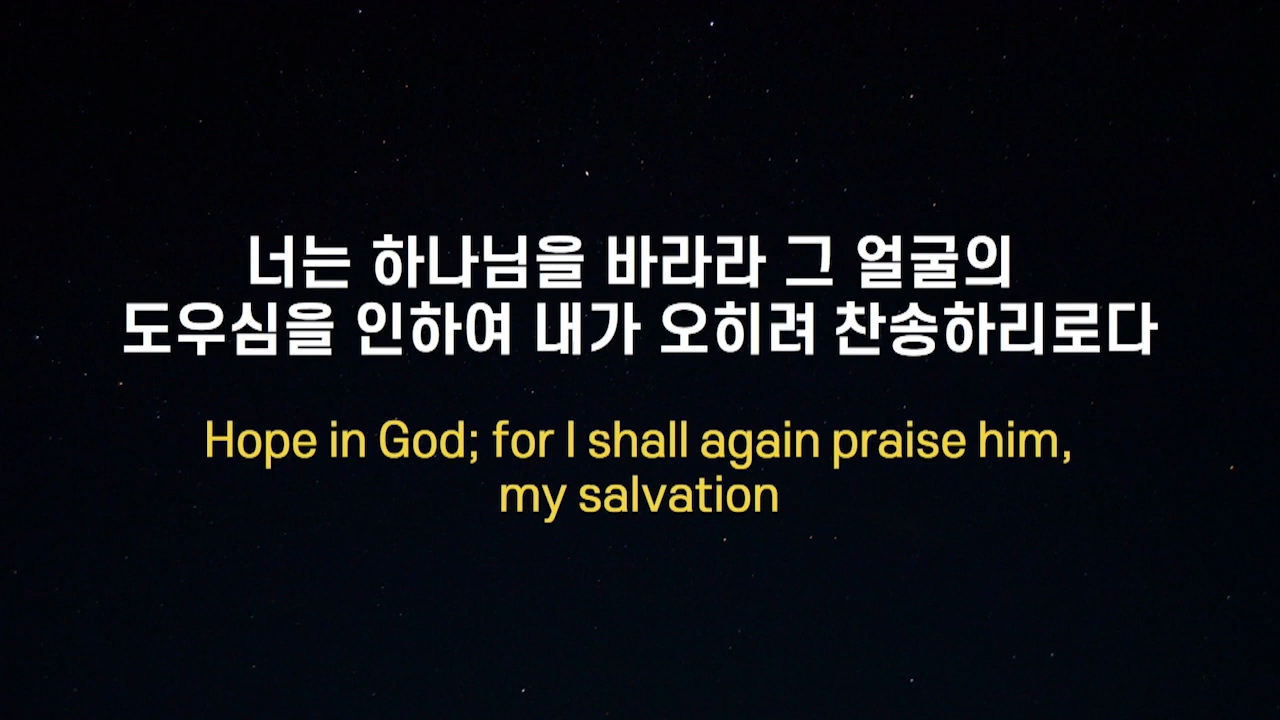 너는 하나님을 바라라 그 얼굴의
도우심을 인하여 내가 오히려 찬송하리로다
Hope in God; for I shall again praise him,
my salvation